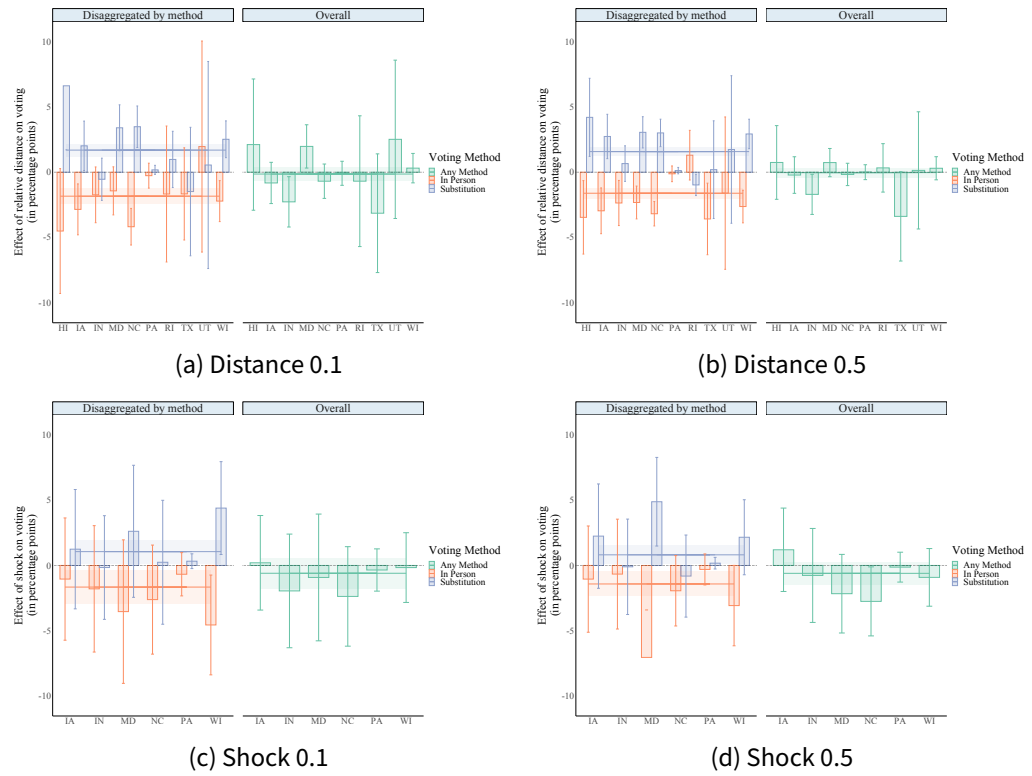 Disaggregated by method Overall
Effect of relative distance on voting
(in percentage points)
10
5
0
-5
-10
HI IA IN MD NC PA RI TX UT WI HI IA IN MD NC PA RI TX UT WI
Voting Method
Any Method
In Person
Substitution
(a) Distance 0.1
Disaggregated by method Overall
Effect of relative distance on voting
(in percentage points)
10
5
0
-5
-10
HI IA IN MD NC PA RI TX UT WI HI IA IN MD NC PA RI TX UT WI
Voting Method
Any Method
In Person
Substitution
(b) Distance 0.5
Disaggregated by method Overall
Effect of shock on voting
(in percentage points)
10
5
0
-5
-10
IA IN MD NC PA WI IA IN MD NC PA WI
Voting Method
Any Method
In Person
Substitution
(c) Shock 0.1
Disaggregated by method Overall
Effect of shock on voting
(in percentage points)
10
5
0
-5
-10
IA IN MD NC PA WI IA IN MD NC PA WI
Voting Method
Any Method
In Person
Substitution
(d) Shock 0.5